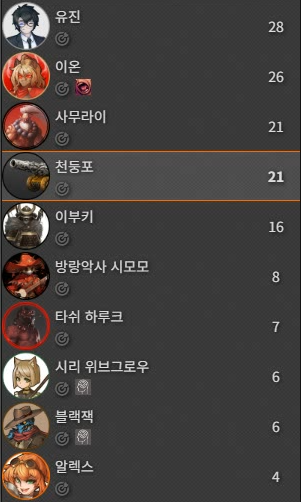 유진
28
이온
26
사무라이
21
천둥포
21
이부키
16
방랑악사 시모모
8
타쉬 하루크
7
시리 위브그로우
6
블랙잭
6
알렉스
4